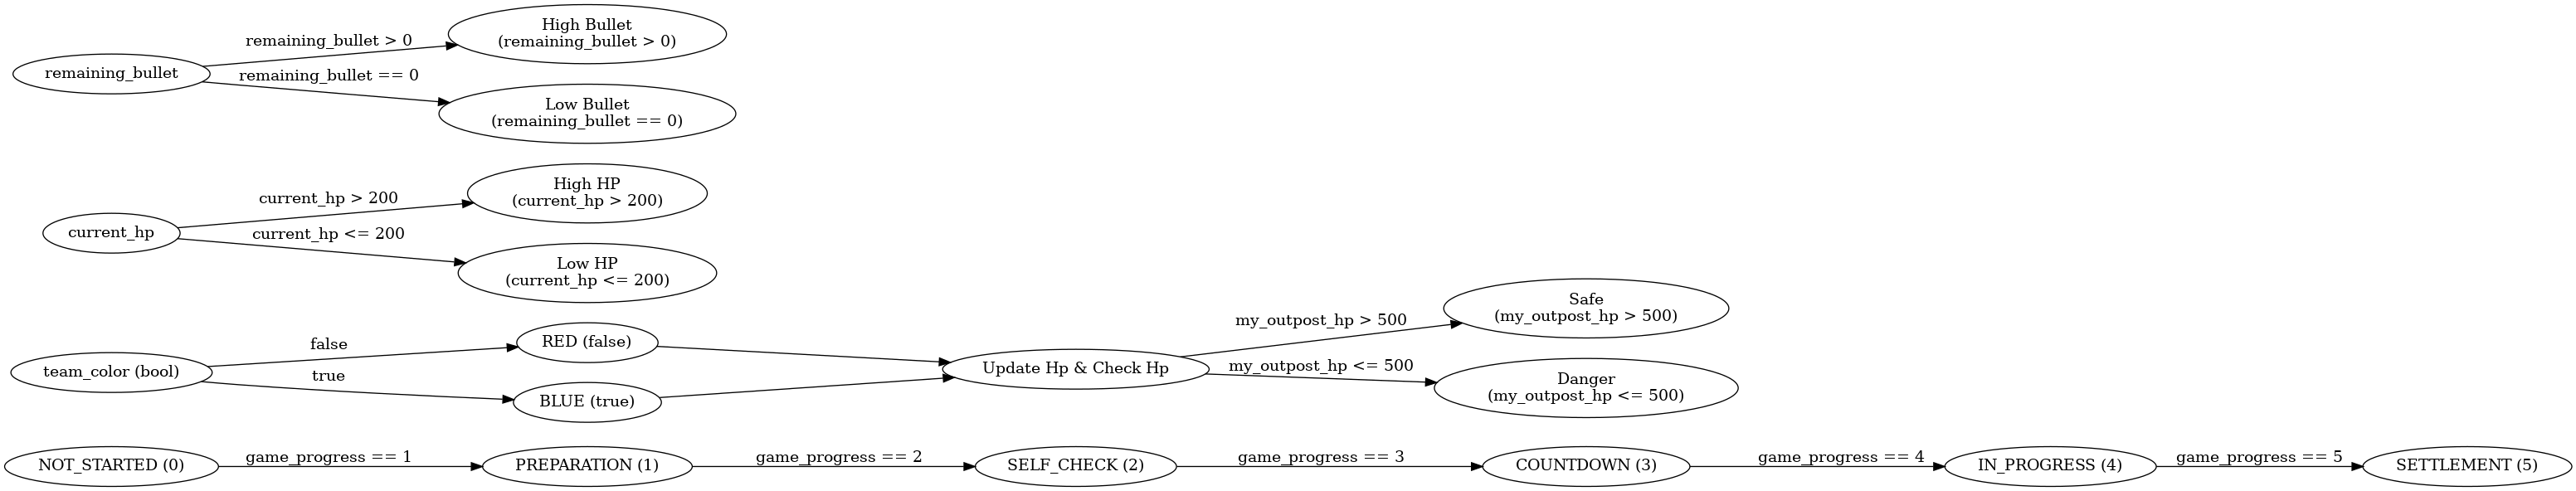 remaining_bullet
remaining_bullet > 0
remaining_bullet == 0
High Bullet
(remaining_bullet > 0)
Low Bullet
(remaining_bullet == 0)
current_hp
current_hp > 200
current_hp <= 200
High HP
(current_hp > 200)
Low HP
(current_hp <= 200)
team_color (bool)
false
true
RED (false)
BLUE (true)
Update Hp & Check Hp
my_outpost_hp > 500
my_outpost_hp <= 500
Safe
(my_outpost_hp > 500)
Danger
(my_outpost_hp <= 500)
NOT_STARTED (0)
game_progress == 1
PREPARATION (1)
game_progress == 2
SELF_CHECK (2)
game_progress == 3
COUNTDOWN (3)
game_progress == 4
IN_PROGRESS (4)
game_progress == 5
SETTLEMENT (5)